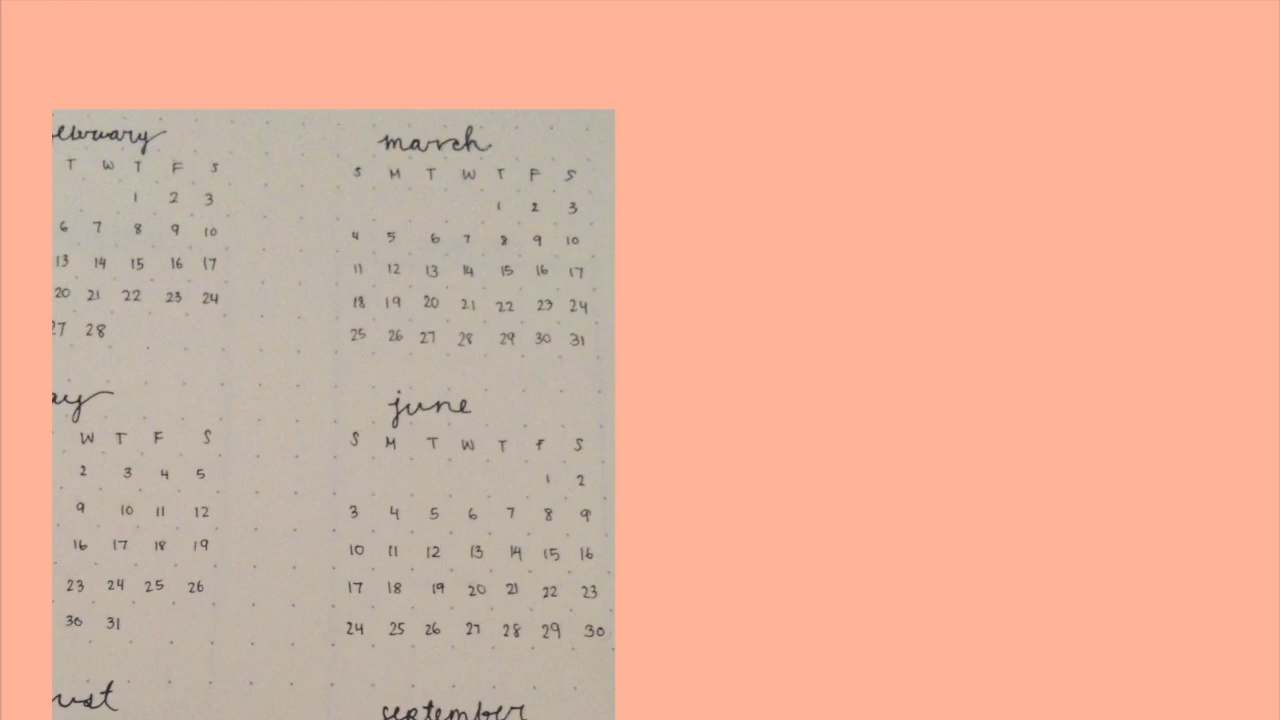 february
T W T F S
1 2 3
6 7 8 9 10
13 14 15 16 17
20 21 22 23 24
27 28
march
S M T W T F S
1 2 3
4 5 6 7 8 9 10
11 12 13 14 15 16 17
18 19 20 21 22 23 24
25 26 27 28 29 30 31
ay
W T F S
2 3 4 5
9 10 11 12
16 17 18 19
23 24 25 26
30 31
june
S M T W T F S
1 2
3 4 5 6 7 8 9
10 11 12 13 14 15 16
17 18 19 20 21 22 23
24 25 26 27 28 29 30
ust
september